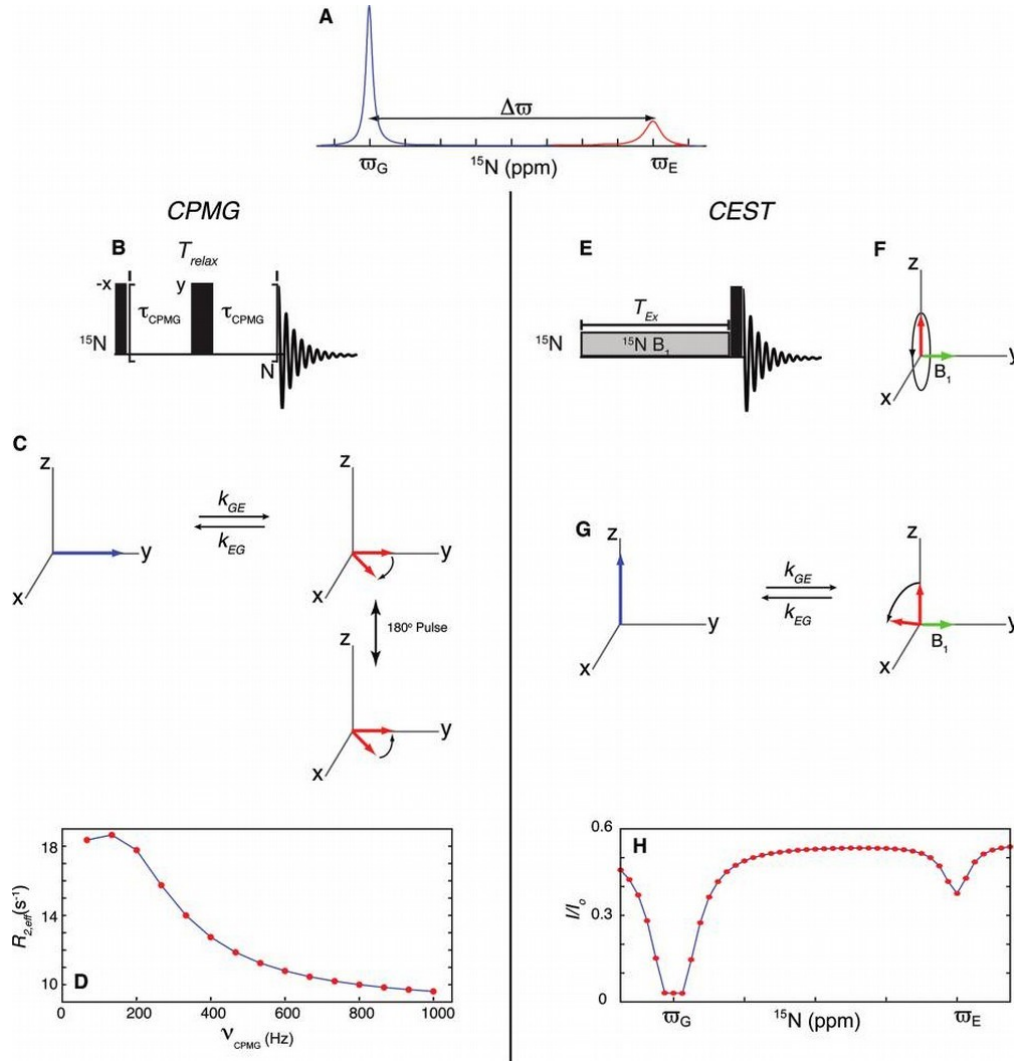 A
Δϖ
ϖG
15N (ppm)
ϖE
CPMG
B
Trelax
-x
y
τCPMG
τCPMG
15N
N
C
z
y
x
kGE
kEG
z
y
x
180° Pulse
z
y
x
R2,eff(s-1)
18
14
10
D
0
200
400
600
800
1000
νCPMG (Hz)
CEST
E
TEx
15N
15N B1
F
z
y
B1
x
G
z
y
x
kGE
kEG
z
y
B1
x
H
I/Io
0.6
0.3
0
ϖG
15N (ppm)
ϖE